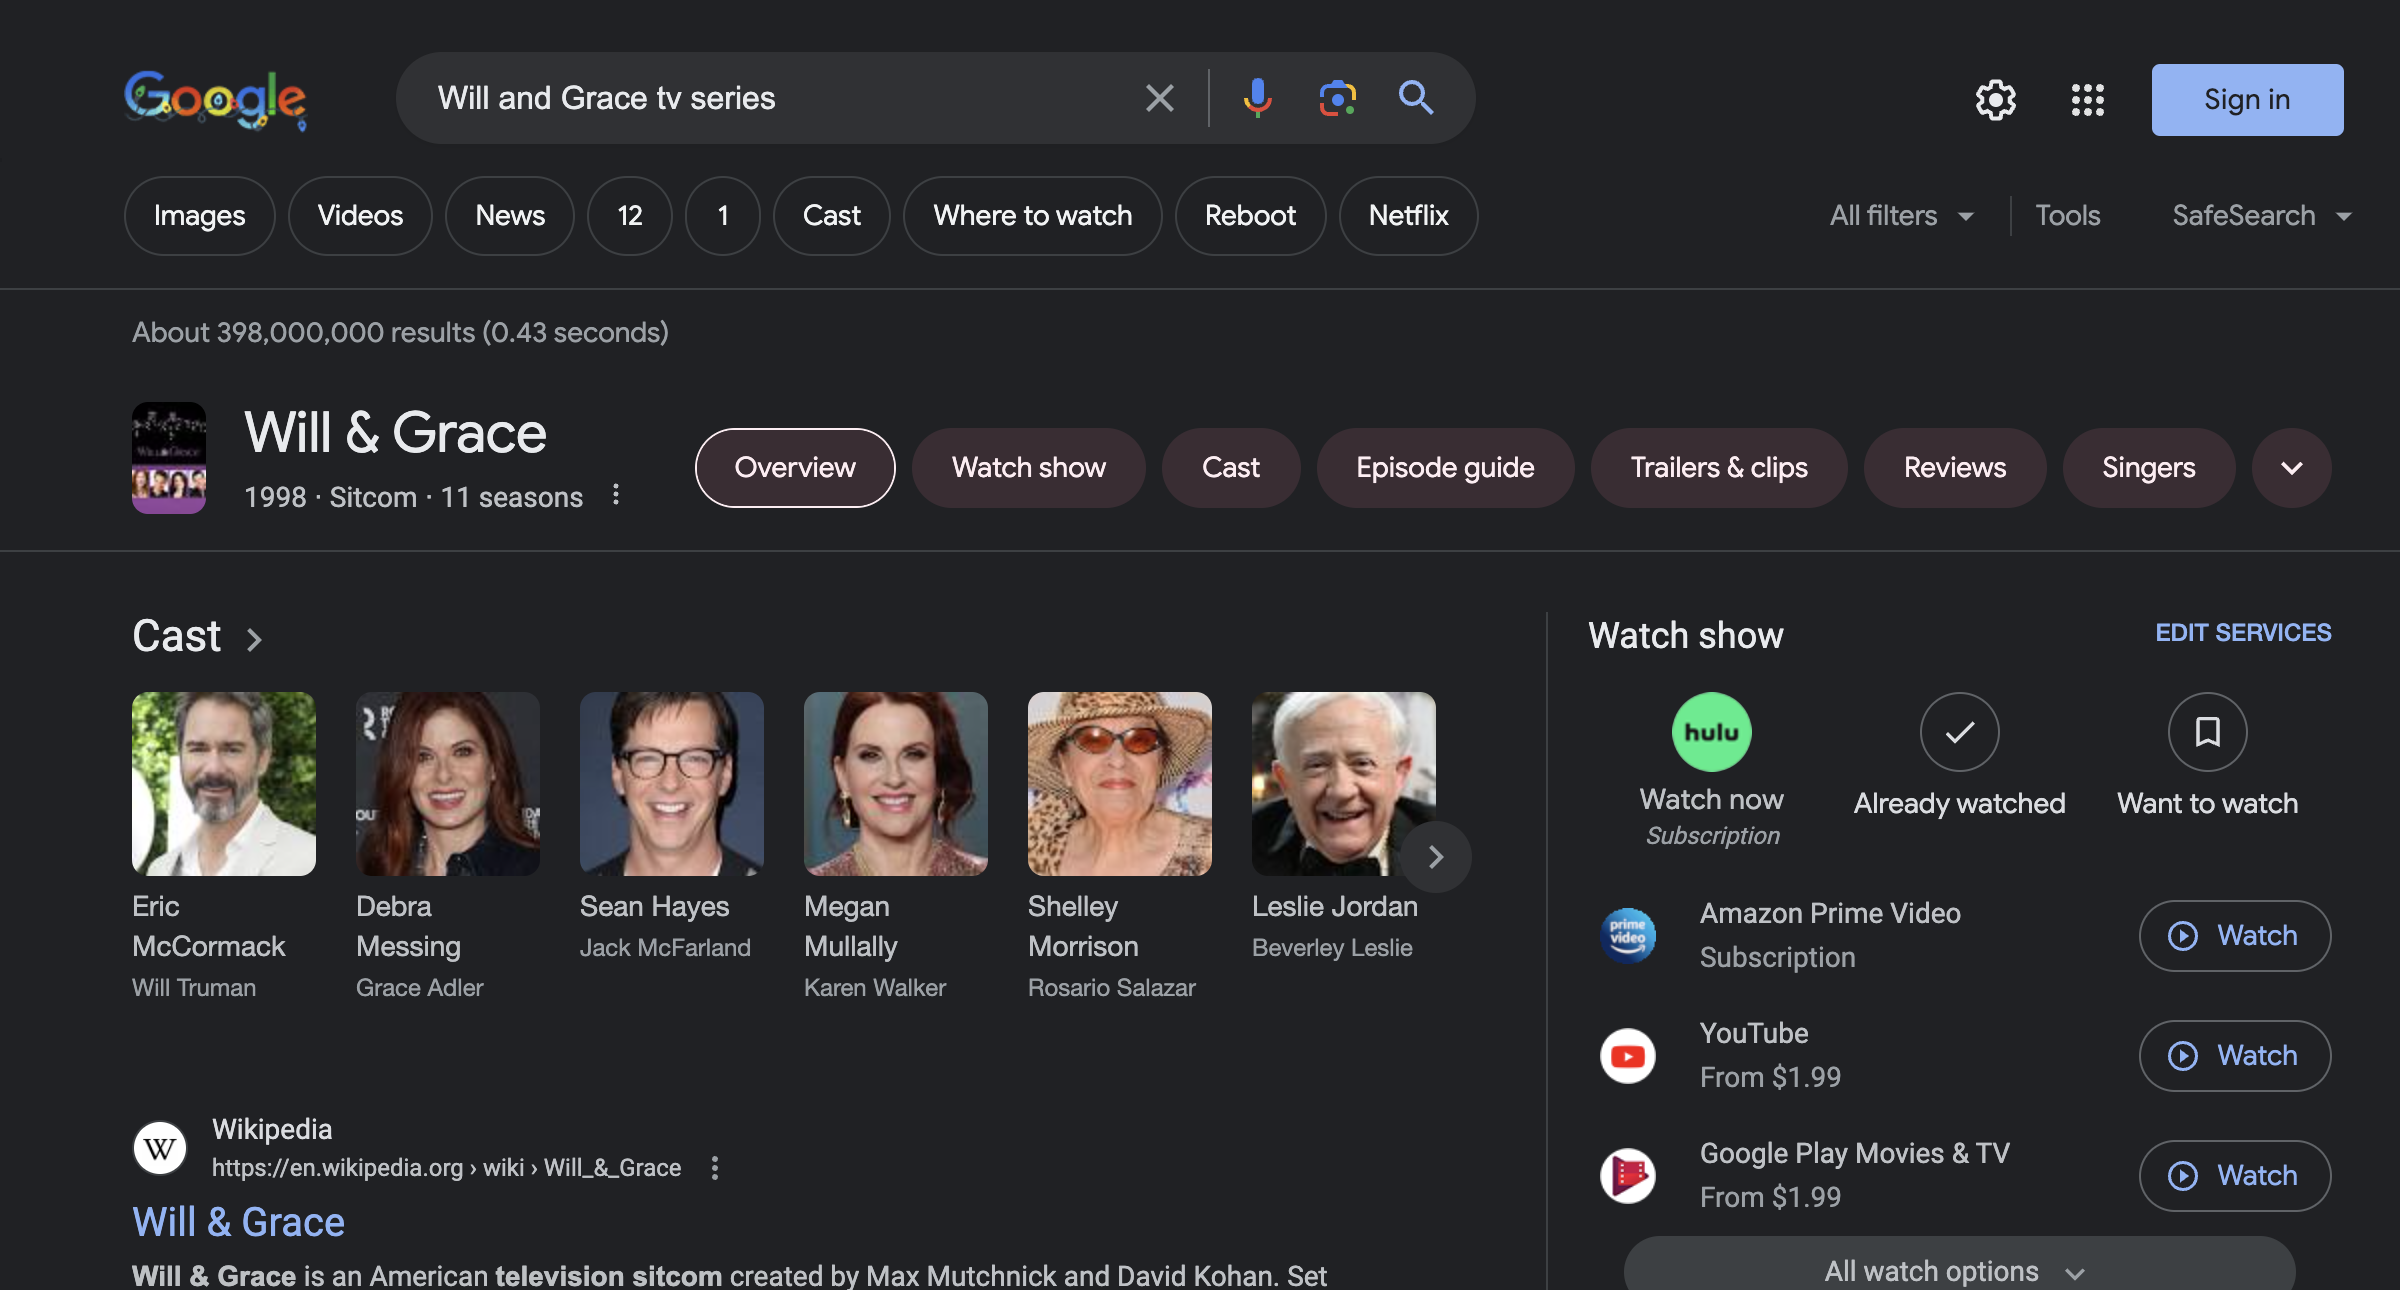 Google
Will and Grace tv series
Sign in
Images
Videos
News
12
1
Cast
Where to watch
Reboot
Netflix
All filters
Tools
SafeSearch
About 398,000,000 results (0.43 seconds)
Will & Grace
1998 · Sitcom · 11 seasons
Overview
Watch show
Cast
Episode guide
Trailers & clips
Reviews
Singers
Cast
Eric
McCormack
Will Truman
Debra
Messing
Grace Adler
Sean Hayes
Jack McFarland
Megan
Mullally
Karen Walker
Shelley
Morrison
Rosario Salazar
Leslie Jordan
Beverley Leslie
Wikipedia
https://en.wikipedia.org › wiki › Will_&_Grace
Will & Grace
Will & Grace is an American television sitcom created by Max Mutchnick and David Kohan. Set
Watch show
EDIT SERVICES
hulu
Watch now
Subscription
Already watched
Want to watch
prime
video
Amazon Prime Video
Subscription
Watch
YouTube
From $1.99
Watch
Google Play Movies & TV
From $1.99
Watch
All watch options